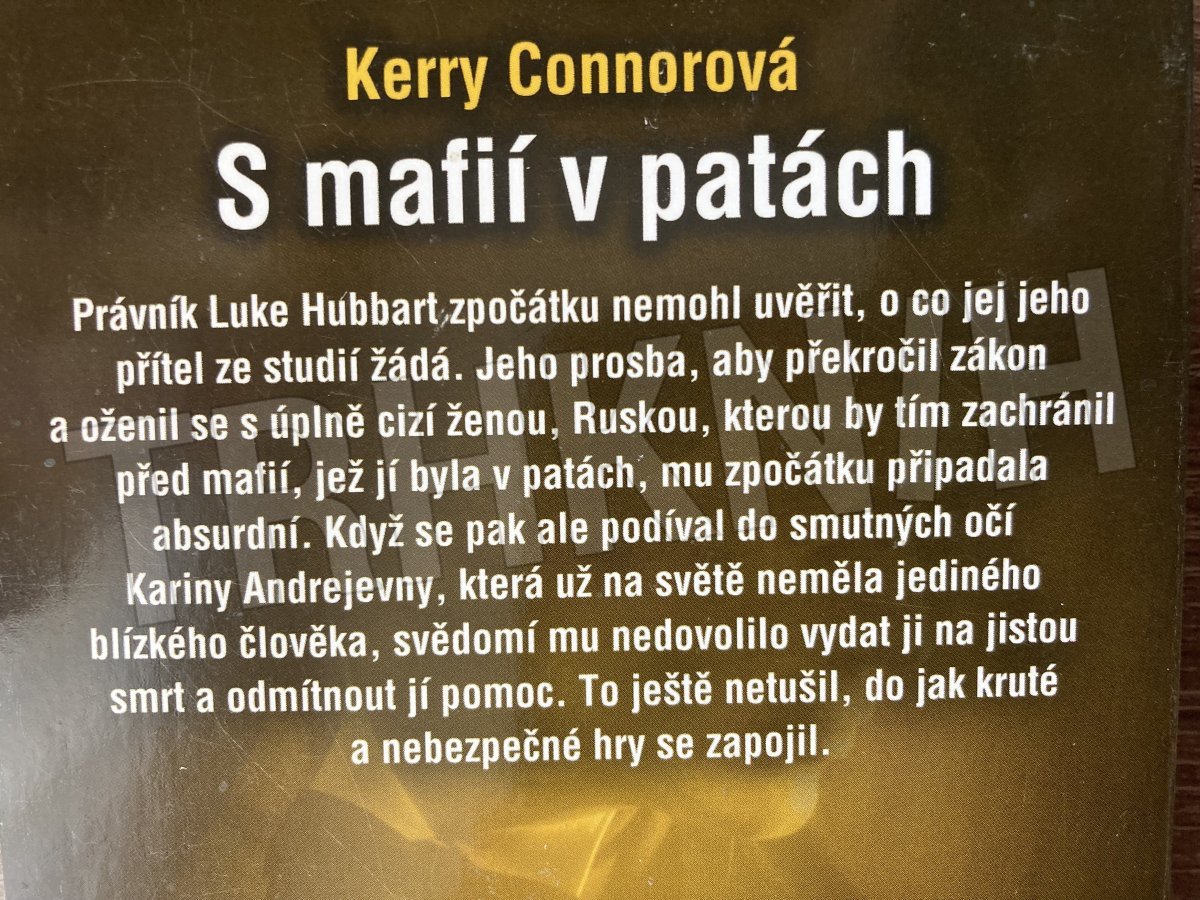 Kerry Connorová
S mafií v patách
Právník Luke Hubbart zpočátku nemohl uvěřit, o co jej jeho
přítel ze studií žádá. Jeho prosba, aby překročil zákon
a oženil se s úplně cizí ženou, Ruskou, kterou by tím zachránil
před mafií, jež jí byla v patách, mu zpočátku připadala
absurdní. Když se pak ale podíval do smutných očí
Kariny Andrejevny, která už na světě neměla jediného
blízkého člověka, svědomí mu nedovolilo vydat ji na jistou
smrt a odmítnout jí pomoc. To ještě netušil, do jak kruté
a nebezpečné hry se zapojil.
TRHKNIH